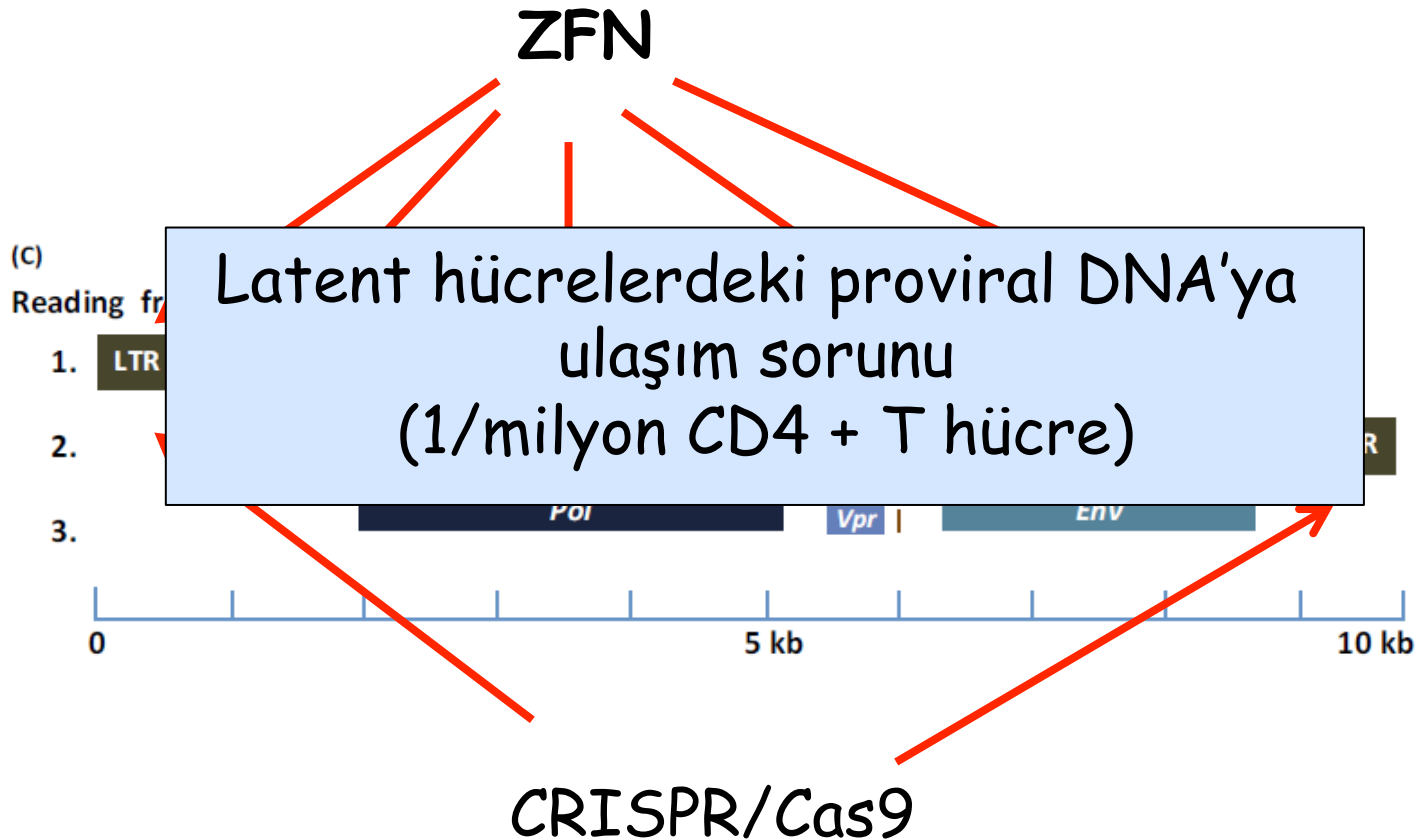 ZFN
(C)
Reading
Latent hücrelerdeki proviral DNA’ya
ulaşım sorunu
(1/milyon CD4 + T hücre)
1. LTR
2.
3. Pol Vpr Env
0 5 kb 10 kb
CRISPR/Cas9